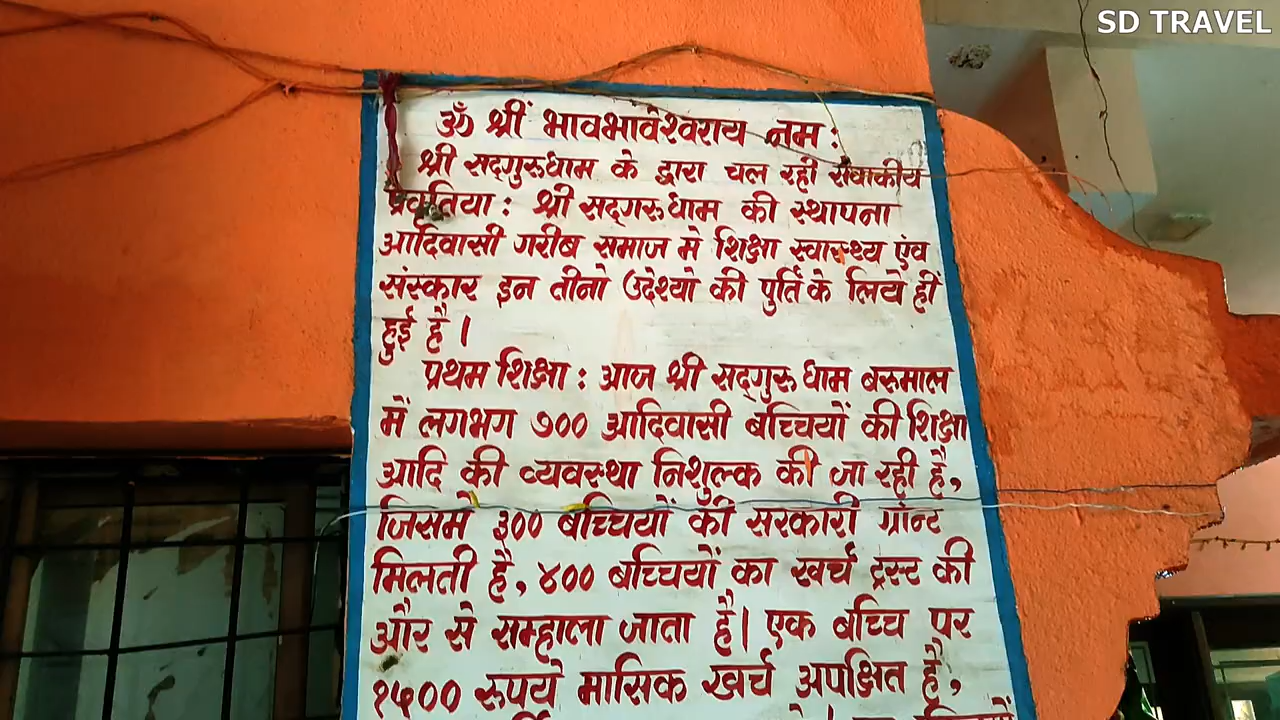 SD TRAVEL
ॐ श्रीं भावभावेश्वराय नमः
श्री सद्गुरुधाम के द्वारा चल रही सेवाकीय
प्रवृतिया : श्री सद्गरुधाम की स्थापना
आदिवासी गरीब समाज मे शिक्षा स्वास्थ्य एंव
संस्कार इन तीनो उदेश्यो की पुर्ति के लिये हीं
हुई है ।
प्रथम शिक्षा : आज श्री सद्गुरु धाम बरुमाल
में लगभग ७०० आदिवासी बच्चियों की शिक्षा
आदि की व्यवस्था निशुल्क की जा रही है,
जिसमे ३०० बच्चियों की सरकारी ग्रान्ट
मिलती है, ४०० बच्चियों का खर्च ट्रस्ट की
और से सम्हाला जाता है। एक बच्चि पर
१५०० रुपये मासिक खर्च अपक्षित है,